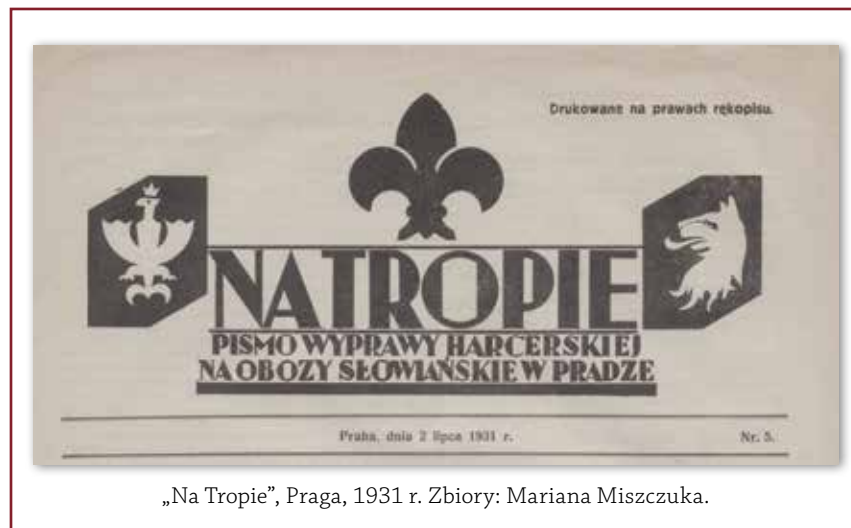 Drukowane na prawach rękopisu.
NA TROPIE
PISMO WYPRAWY HARCERSKIEJ
NA OBOZY SŁOWIAŃSKIE W PRADZE
Praha, dnia 2 lipca 1931 r. Nr. 5.
„Na Tropie”, Praga, 1931 r. Zbiory: Mariana Miszczuka.